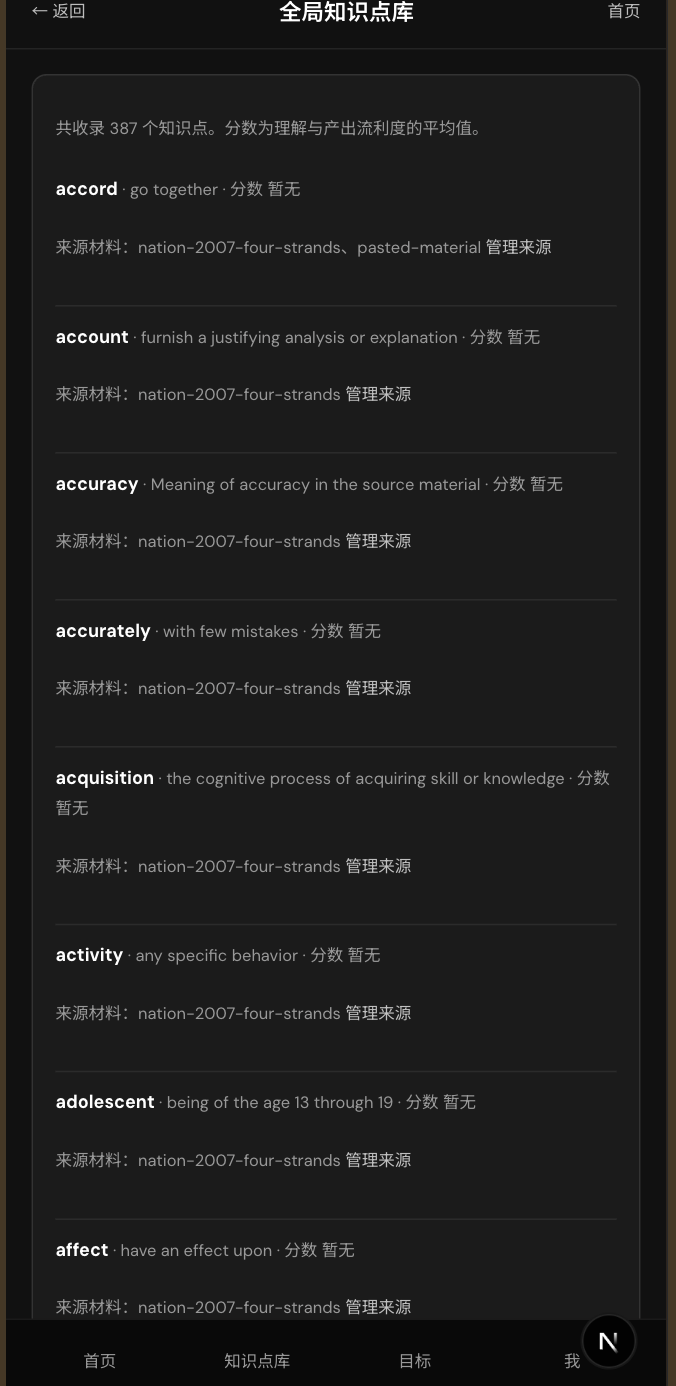 ← 返回
全局知识点库
首页
共收录 387 个知识点。分数为理解与产出流利度的平均值。
accord · go together · 分数 暂无
来源材料：nation-2007-four-strands、pasted-material 管理来源
account · furnish a justifying analysis or explanation · 分数 暂无
来源材料：nation-2007-four-strands 管理来源
accuracy · Meaning of accuracy in the source material · 分数 暂无
来源材料：nation-2007-four-strands 管理来源
accurately · with few mistakes · 分数 暂无
来源材料：nation-2007-four-strands 管理来源
acquisition · the cognitive process of acquiring skill or knowledge · 分数
暂无
来源材料：nation-2007-four-strands 管理来源
activity · any specific behavior · 分数 暂无
来源材料：nation-2007-four-strands 管理来源
adolescent · being of the age 13 through 19 · 分数 暂无
来源材料：nation-2007-four-strands 管理来源
affect · have an effect upon · 分数 暂无
来源材料：nation-2007-four-strands 管理来源
首页
知识点库
目标
我
N